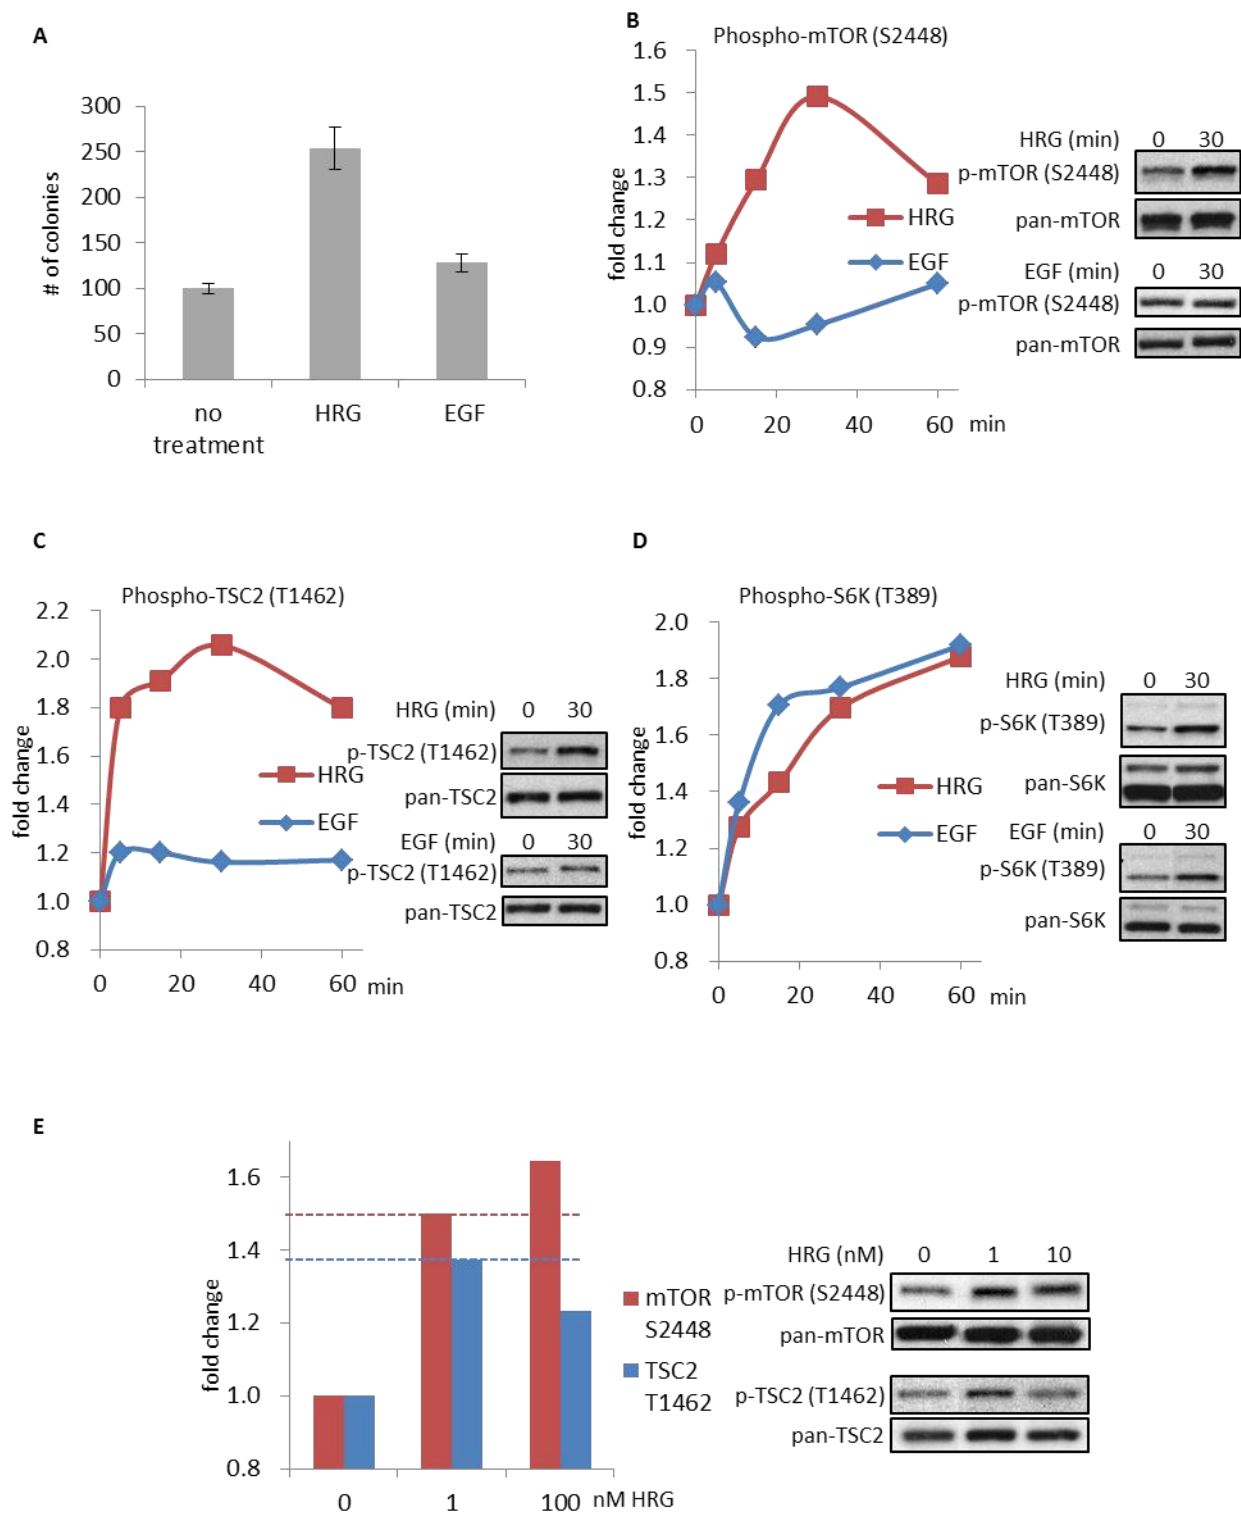 A
300
250
200
150
100
50
0
# of colonies
no
treatment
HRG
EGF
B
Phospho-mTOR (S2448)
1.6
1.5
1.4
1.3
1.2
1.1
1.0
0.9
0.8
fold change
HRG
EGF
0 20 40 60 min
HRG (min) 0 30
p-mTOR (S2448)
pan-mTOR
EGF (min) 0 30
p-mTOR (S2448)
pan-mTOR
C
Phospho-TSC2 (T1462)
2.2
2.0
1.8
1.6
1.4
1.2
1.0
0.8
fold change
HRG
EGF
0 20 40 60 min
HRG (min) 0 30
p-TSC2 (T1462)
pan-TSC2
EGF (min) 0 30
p-TSC2 (T1462)
pan-TSC2
D
Phospho-S6K (T389)
2.0
1.8
1.6
1.4
1.2
1.0
0.8
fold change
HRG
EGF
0 20 40 60 min
HRG (min) 0 30
p-S6K (T389)
pan-S6K
EGF (min) 0 30
p-S6K (T389)
pan-S6K
E
1.6
1.4
1.2
1.0
0.8
fold change
0 1 100 nM HRG
mTOR
S2448
TSC2
T1462
HRG (nM) 0 1 10
p-mTOR (S2448)
pan-mTOR
p-TSC2 (T1462)
pan-TSC2